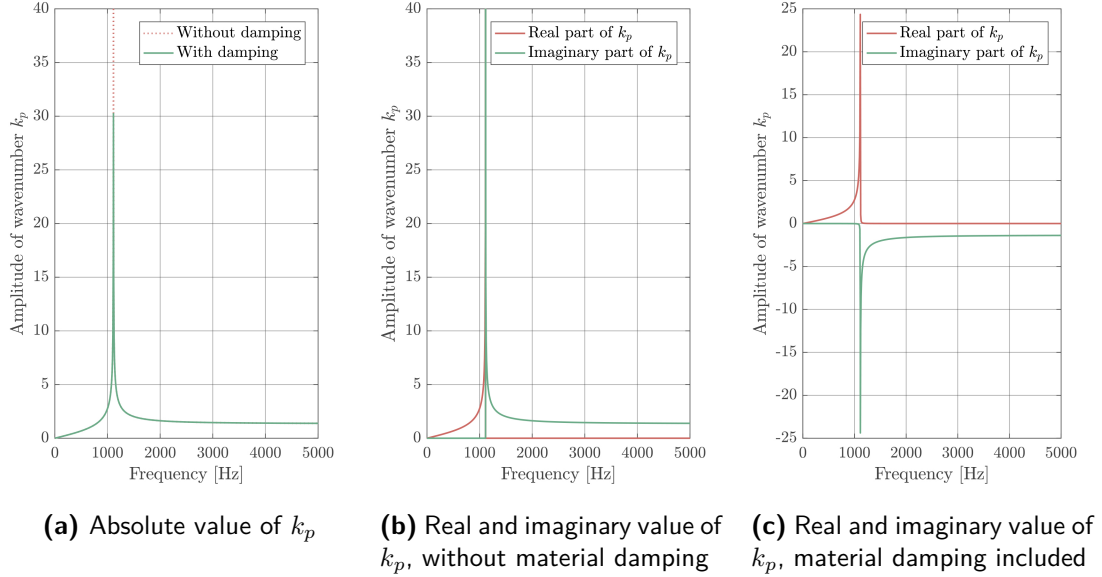 Without damping
With damping
40
35
30
25
20
15
10
5
0
Amplitude of wavenumber k_p
0 1000 2000 3000 4000 5000
Frequency [Hz]
(a) Absolute value of k_p
Real part of k_p
Imaginary part of k_p
40
35
30
25
20
15
10
5
0
Amplitude of wavenumber k_p
0 1000 2000 3000 4000 5000
Frequency [Hz]
(b) Real and imaginary value of
k_p, without material damping
Real part of k_p
Imaginary part of k_p
25
20
15
10
5
0
-5
-10
-15
-20
-25
Amplitude of wavenumber k_p
0 1000 2000 3000 4000 5000
Frequency [Hz]
(c) Real and imaginary value of
k_p, material damping included